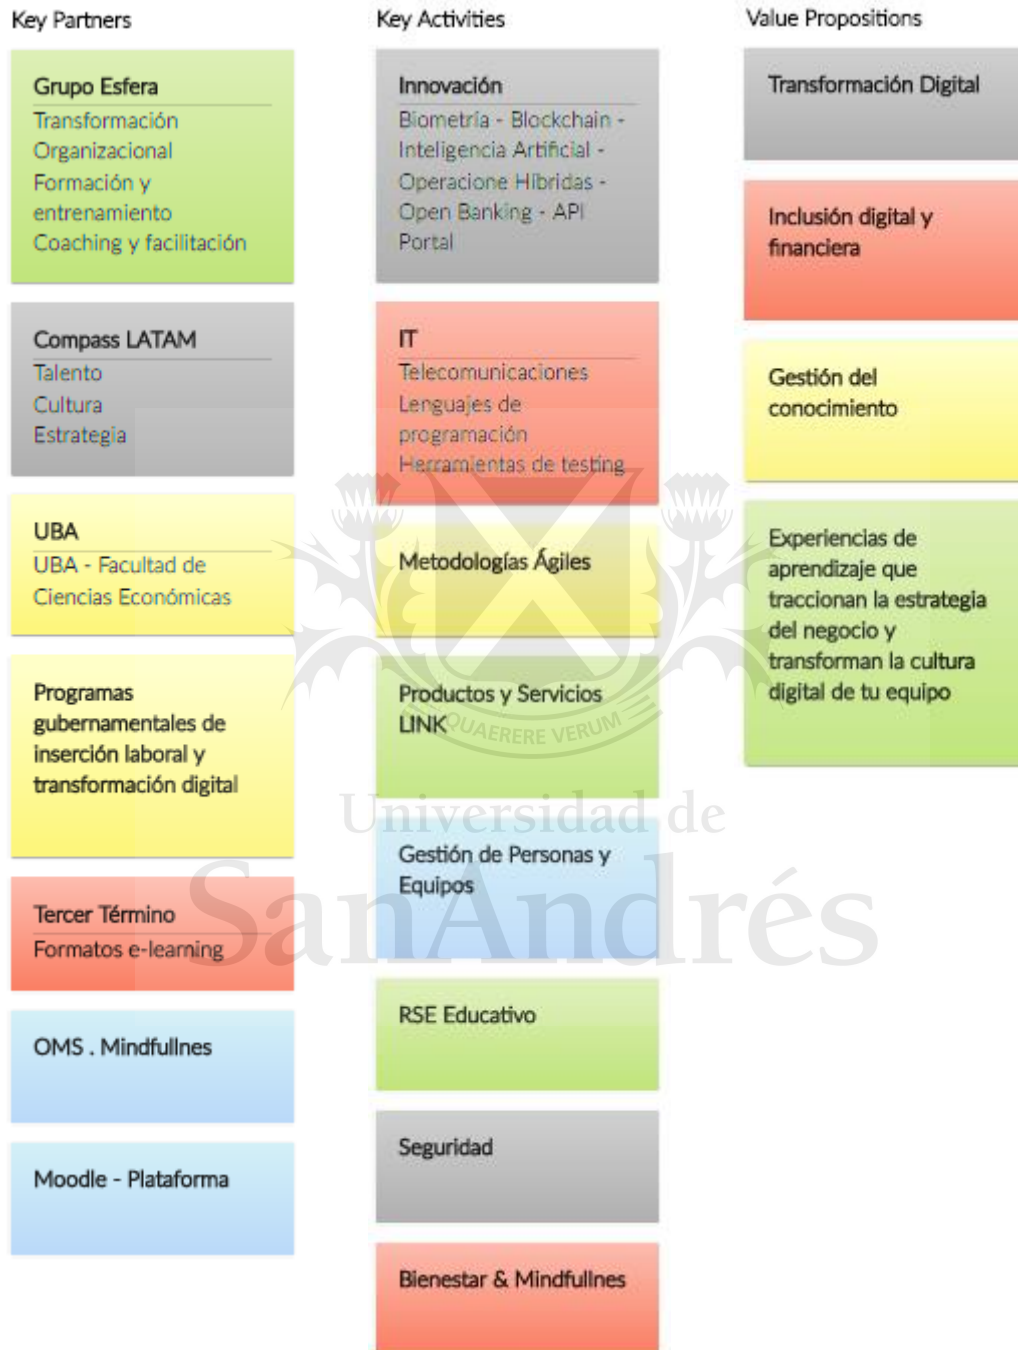 Key Partners
Grupo Esfera
Transformación
Organizacional
Formación y
entrenamiento
Coaching y facilitación
Compass LATAM
Talento
Cultura
Estrategia
UBA
UBA - Facultad de
Ciencias Económicas
Programas
gubernamentales de
inserción laboral y
transformación digital
Tercer Término
Formatos e-learning
OMS . Mindfullnes
Moodle - Plataforma
Key Activities
Innovación
Biometría - Blockchain -
Inteligencia Artificial -
Operacione Híbridas -
Open Banking - API
Portal
IT
Telecomunicaciones
Lenguajes de
programación
Herramientas de testing
Metodologías Ágiles
Productos y Servicios
LINK
Gestión de Personas y
Equipos
RSE Educativo
Seguridad
Bienestar & Mindfullnes
Value Propositions
Transformación Digital
Inclusión digital y
financiera
Gestión del
conocimiento
Experiencias de
aprendizaje que
traccionan la estrategia
del negocio y
transforman la cultura
digital de tu equipo
QUAERERE VERUM
Universidad de
SanAndrés